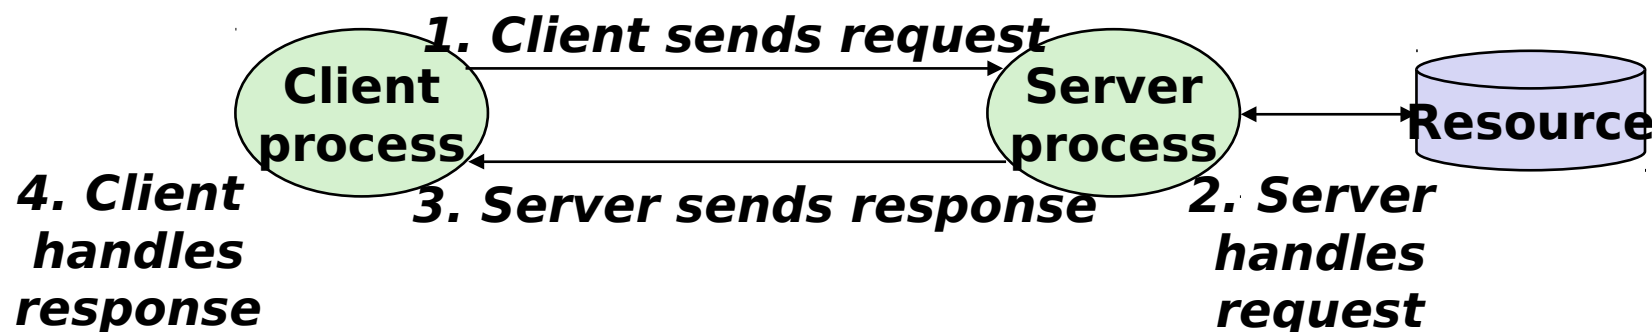 1. Client sends request
Client
process
Server
process
Resource
3. Server sends response
4. Client
handles
response
2. Server
handles
request